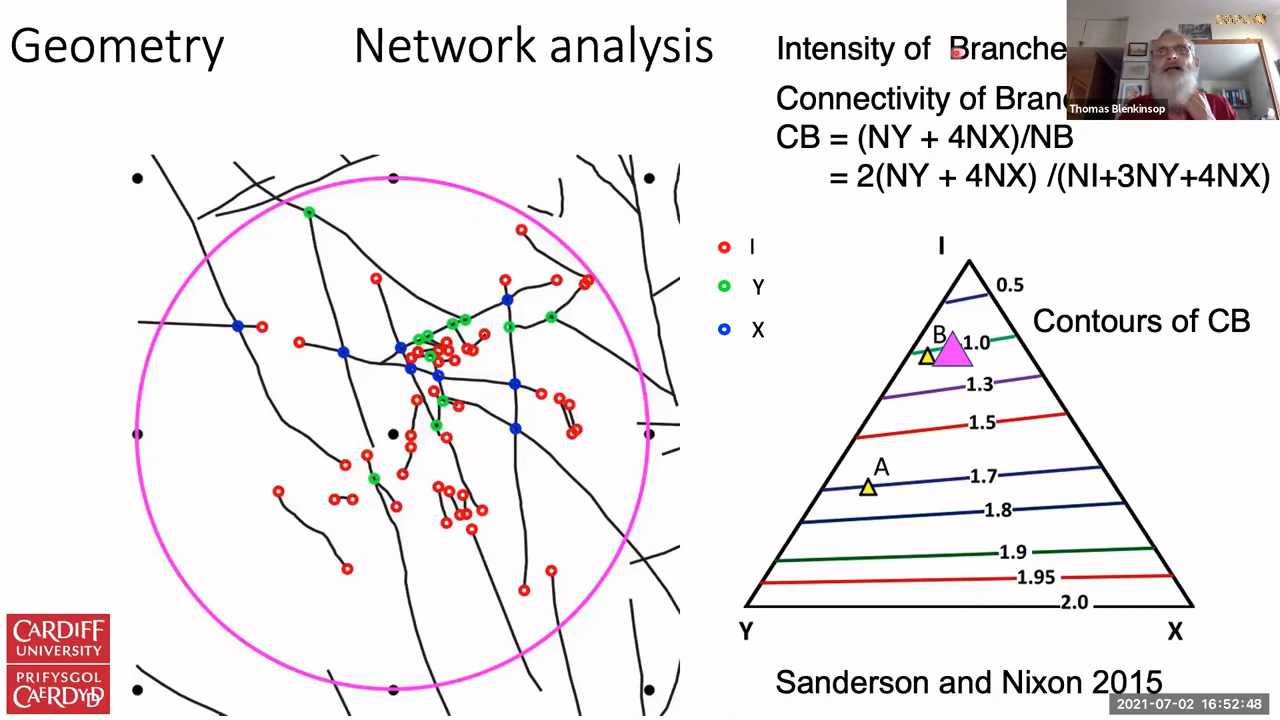 Geometry
Network analysis
Intensity of Branche
Connectivity of Bran
CB = (NY + 4NX)/NB
= 2(NY + 4NX) /(NI+3NY+4NX)
Thomas Blenkinsop
I
Y
X
I
0.5
Contours of CB
B
1.0
1.3
1.5
A
1.7
1.8
1.9
1.95
2.0
Y
X
Sanderson and Nixon 2015
CARDIFF
UNIVERSITY
PRIFYSGOL
CAERDYDD
2021-07-02 16:52:48